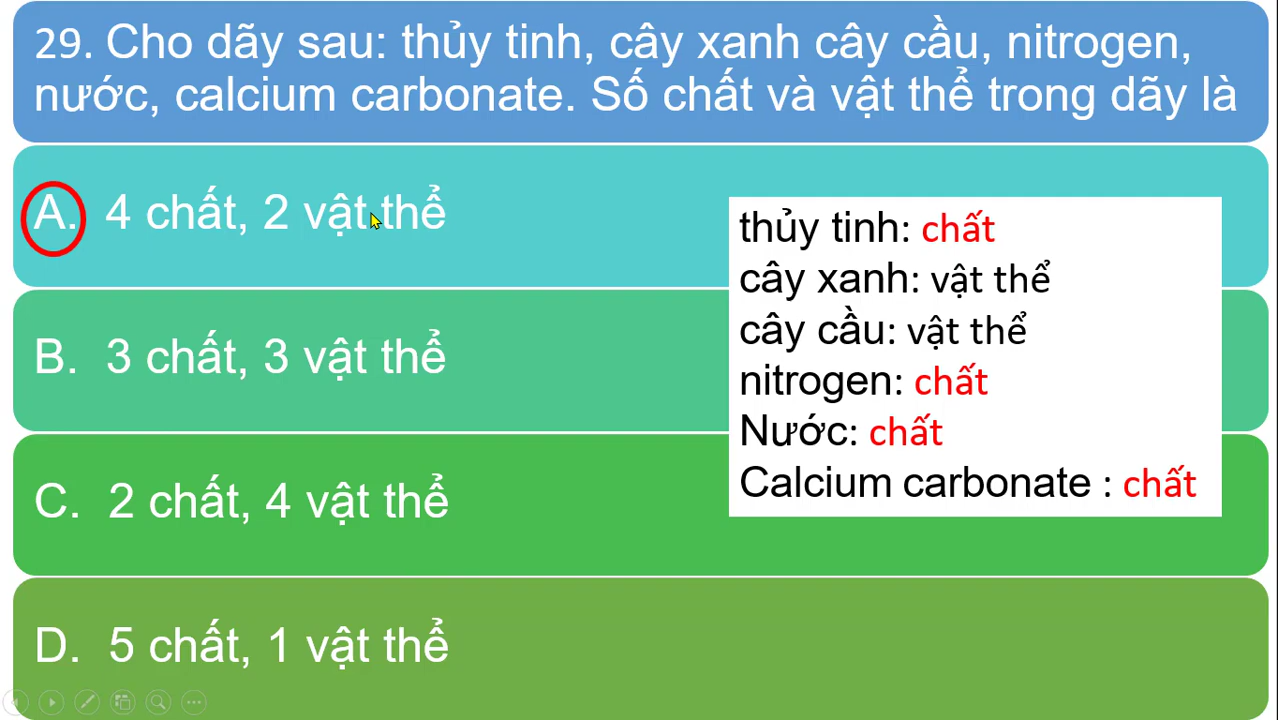 29. Cho dãy sau: thủy tinh, cây xanh cây cầu, nitrogen,
nước, calcium carbonate. Số chất và vật thể trong dãy là
A. 4 chất, 2 vật thể
B. 3 chất, 3 vật thể
C. 2 chất, 4 vật thể
D. 5 chất, 1 vật thể
thủy tinh: chất
cây xanh: vật thể
cây cầu: vật thể
nitrogen: chất
Nước: chất
Calcium carbonate : chất